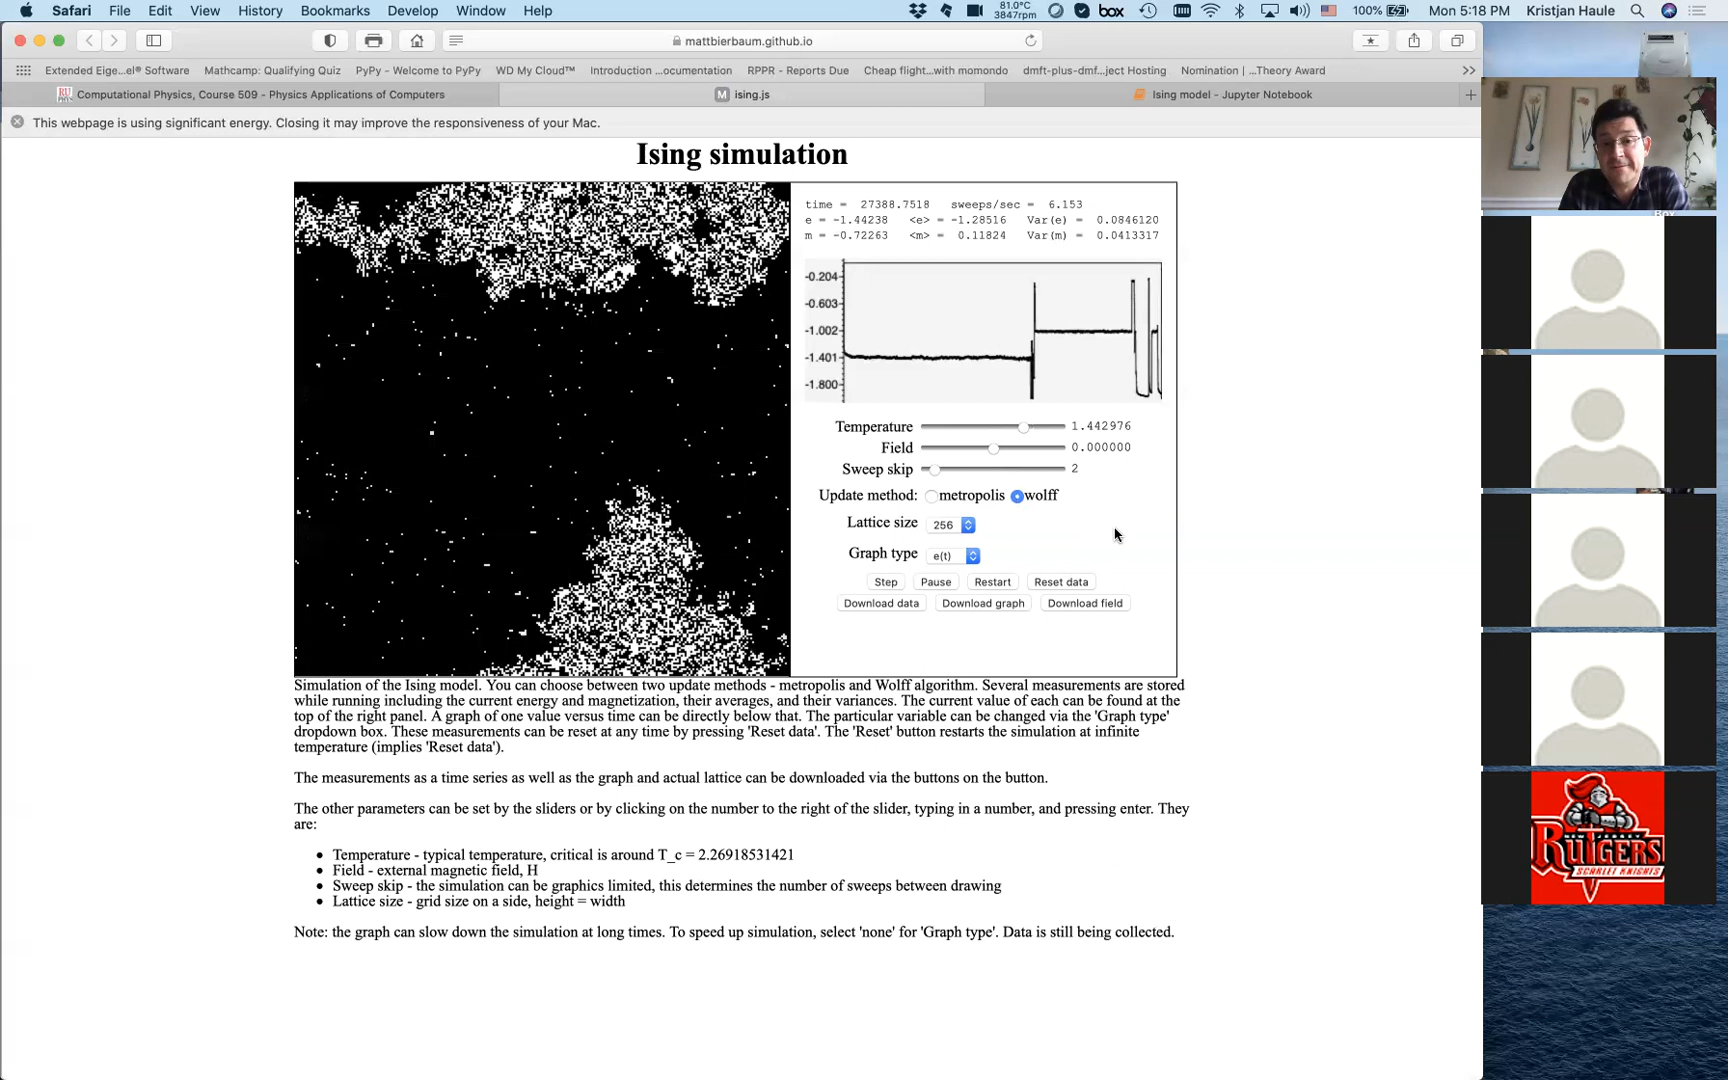 Safari File Edit View History Bookmarks Develop Window Help
81.0°C
3847rpm
box
100%
Mon 5:18 PM Kristjan Haule
mattbierbaum.github.io
Extended Eige...el® Software Mathcamp: Qualifying Quiz PyPy - Welcome to PyPy WD My Cloud™ Introduction ...ocumentation RPPR - Reports Due Cheap flight...with momondo dmft-plus-dmf...ject Hosting Nomination |...Theory Award
Computational Physics, Course 509 - Physics Applications of Computers
ising.js
Ising model - Jupyter Notebook
This webpage is using significant energy. Closing it may improve the responsiveness of your Mac.
Ising simulation
time = 27388.7518 sweeps/sec = 6.153
e = -1.44238 <e> = -1.28516 Var(e) = 0.0846120
m = -0.72263 <m> = 0.11824 Var(m) = 0.0413317
-0.204
-0.603
-1.002
-1.401
-1.800
Temperature 1.442976
Field 0.000000
Sweep skip 2
Update method: metropolis wolff
Lattice size 256
Graph type e(t)
Step Pause Restart Reset data
Download data Download graph Download field
Simulation of the Ising model. You can choose between two update methods - metropolis and Wolff algorithm. Several measurements are stored
while running including the current energy and magnetization, their averages, and their variances. The current value of each can be found at the
top of the right panel. A graph of one value versus time can be directly below that. The particular variable can be changed via the 'Graph type'
dropdown box. These measurements can be reset at any time by pressing 'Reset data'. The 'Reset' button restarts the simulation at infinite
temperature (implies 'Reset data').
The measurements as a time series as well as the graph and actual lattice can be downloaded via the buttons on the button.
The other parameters can be set by the sliders or by clicking on the number to the right of the slider, typing in a number, and pressing enter. They
are:
• Temperature - typical temperature, critical is around T_c = 2.26918531421
• Field - external magnetic field, H
• Sweep skip - the simulation can be graphics limited, this determines the number of sweeps between drawing
• Lattice size - grid size on a side, height = width
Note: the graph can slow down the simulation at long times. To speed up simulation, select 'none' for 'Graph type'. Data is still being collected.
NEW JERSEY
RUTGERS
SCARLET KNIGHTS